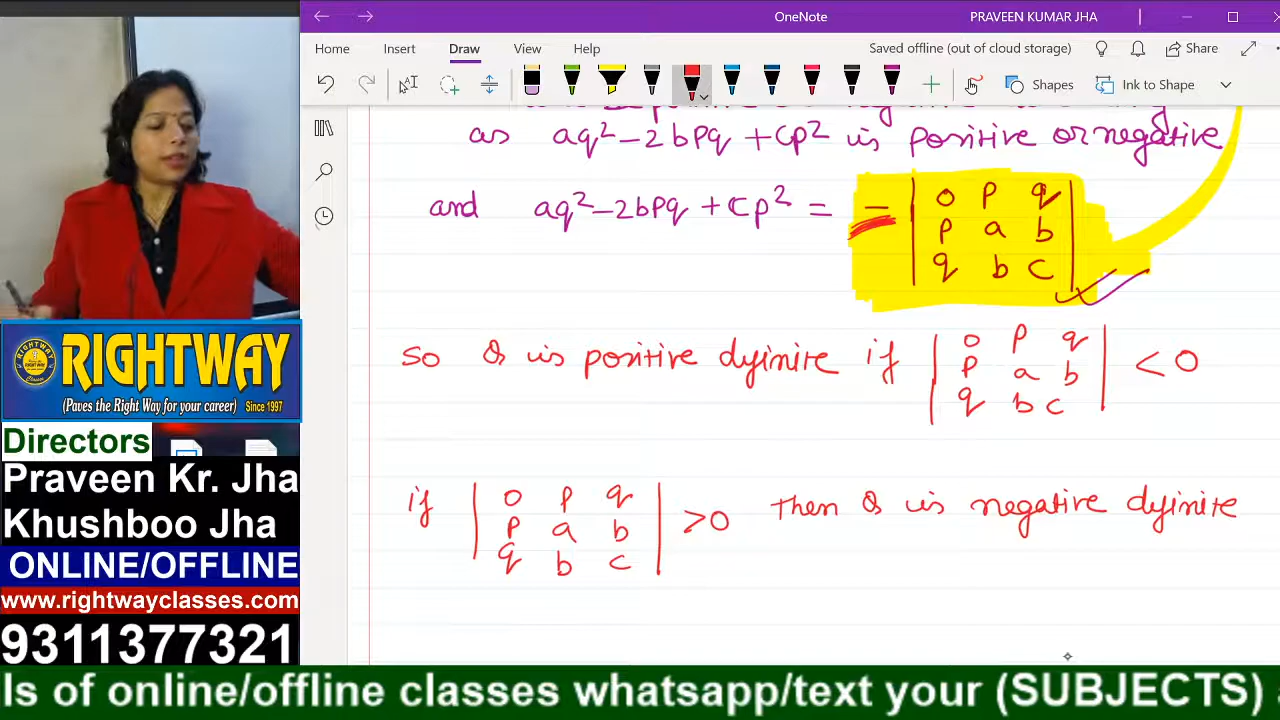 OneNote
PRAVEEN KUMAR JHA
Home Insert Draw View Help
Saved offline (out of cloud storage)
Share
Shapes
Ink to Share
as aq²-2bpq+cp² is positive or negative
and aq²-2bpq+cp² = - | 0 p q |
| p a b |
| q b c |
So Q is positive dyinite if | 0 p q | < 0
| p a b |
| q b c |
if | 0 p q | >0 then Q is negative dyinite
| p a b |
| q b c |
RIGHTWAY
(Paves the Right Way for your career) Since 1997
Directors
Praveen Kr. Jha
Khushboo Jha
ONLINE/OFFLINE
www.rightwayclasses.com
9311377321
ls of online/offline classes whatsapp/text your (SUBJECTS)